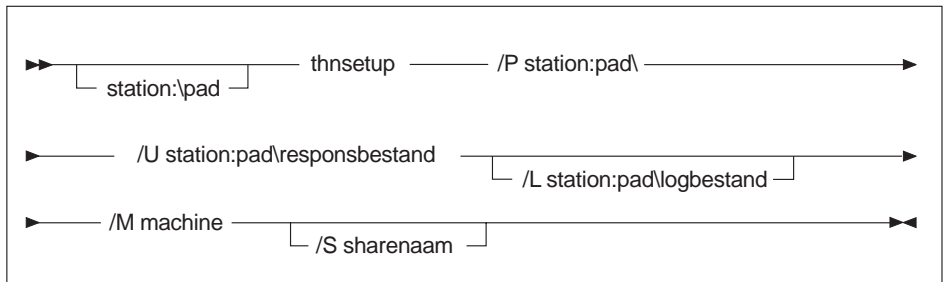 thnsetup /P station:pad\
station:\pad
/U station:pad\responsbestand
/L station:pad\logbestand
/M machine
/S sharenaam